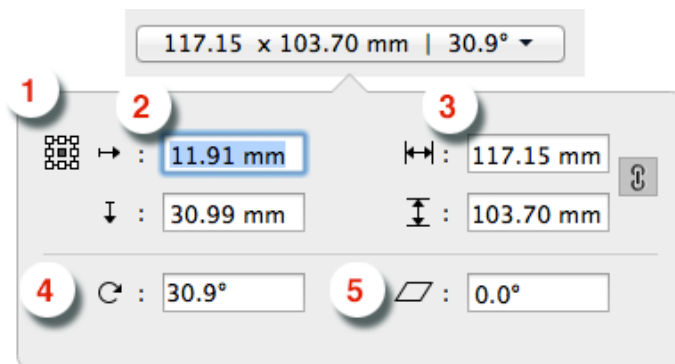 117.15 x 103.70 mm | 30.9°
1 2 3
: 11.91 mm : 117.15 mm
: 30.99 mm : 103.70 mm
4 : 30.9° 5 : 0.0°